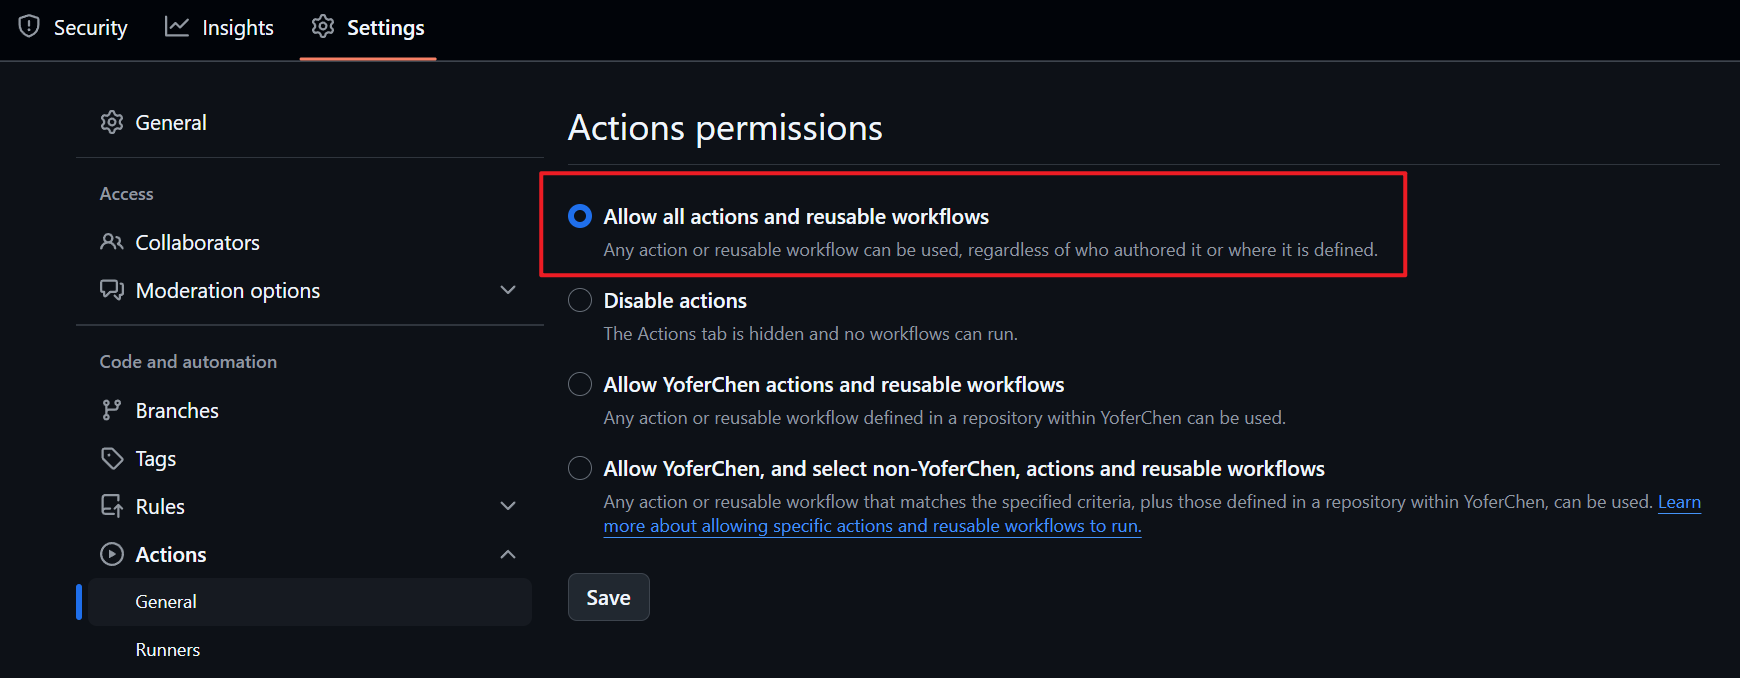 Security
Insights
Settings
General
Access
Collaborators
Moderation options
Code and automation
Branches
Tags
Rules
Actions
General
Runners
Actions permissions
Allow all actions and reusable workflows
Any action or reusable workflow can be used, regardless of who authored it or where it is defined.
Disable actions
The Actions tab is hidden and no workflows can run.
Allow YoferChen actions and reusable workflows
Any action or reusable workflow defined in a repository within YoferChen can be used.
Allow YoferChen, and select non-YoferChen, actions and reusable workflows
Any action or reusable workflow that matches the specified criteria, plus those defined in a repository within YoferChen, can be used. Learn
more about allowing specific actions and reusable workflows to run.
Save